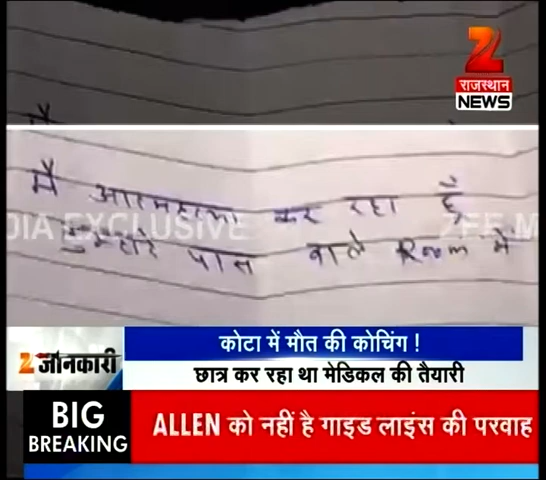 Z
राजस्थान
NEWS
मैं आत्महत्या कर रहा हूँ
DIA EXCLUSIVE ZEE M
तुम्हारे पास वाले Room में
कोटा में मौत की कोचिंग !
Z जानकारी
छात्र कर रहा था मेडिकल की तैयारी
BIG
BREAKING
ALLEN को नहीं है गाइड लाइंस की परवाह